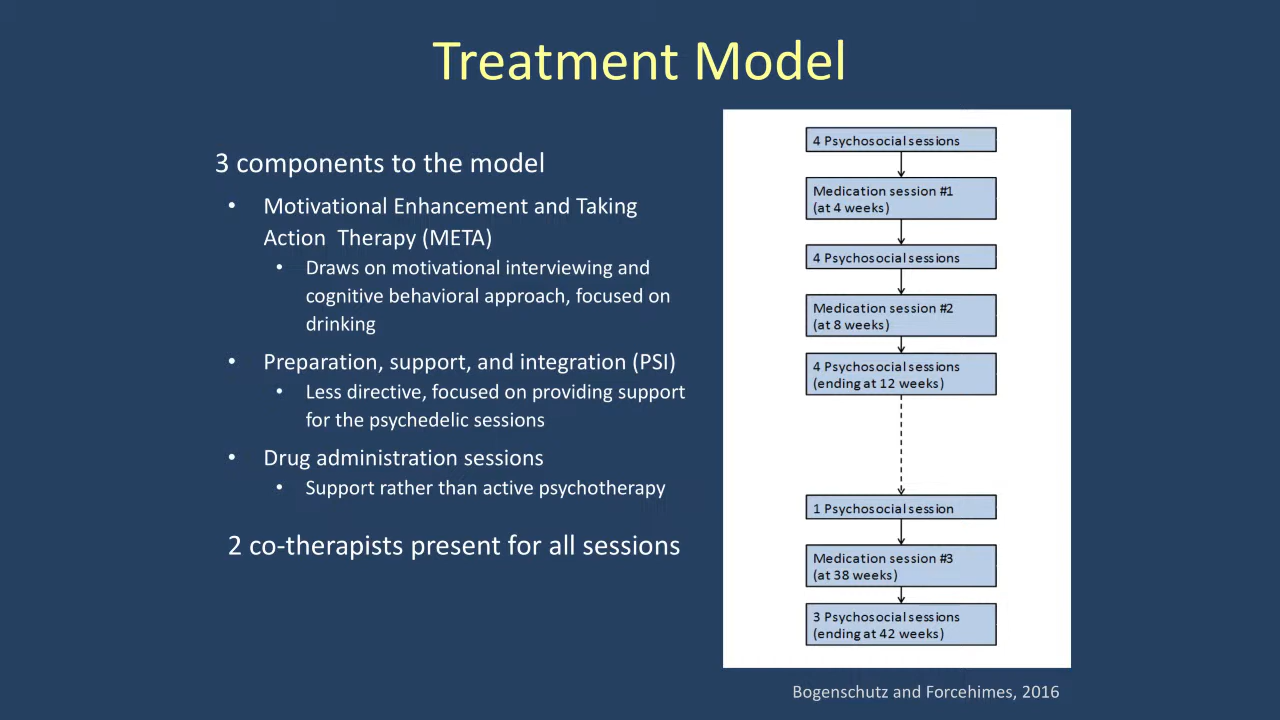 Treatment Model
3 components to the model
• Motivational Enhancement and Taking
Action Therapy (META)
• Draws on motivational interviewing and
cognitive behavioral approach, focused on
drinking
• Preparation, support, and integration (PSI)
• Less directive, focused on providing support
for the psychedelic sessions
• Drug administration sessions
• Support rather than active psychotherapy
2 co-therapists present for all sessions
4 Psychosocial sessions
Medication session #1
(at 4 weeks)
4 Psychosocial sessions
Medication session #2
(at 8 weeks)
4 Psychosocial sessions
(ending at 12 weeks)
1 Psychosocial session
Medication session #3
(at 38 weeks)
3 Psychosocial sessions
(ending at 42 weeks)
Bogenschutz and Forcehimes, 2016